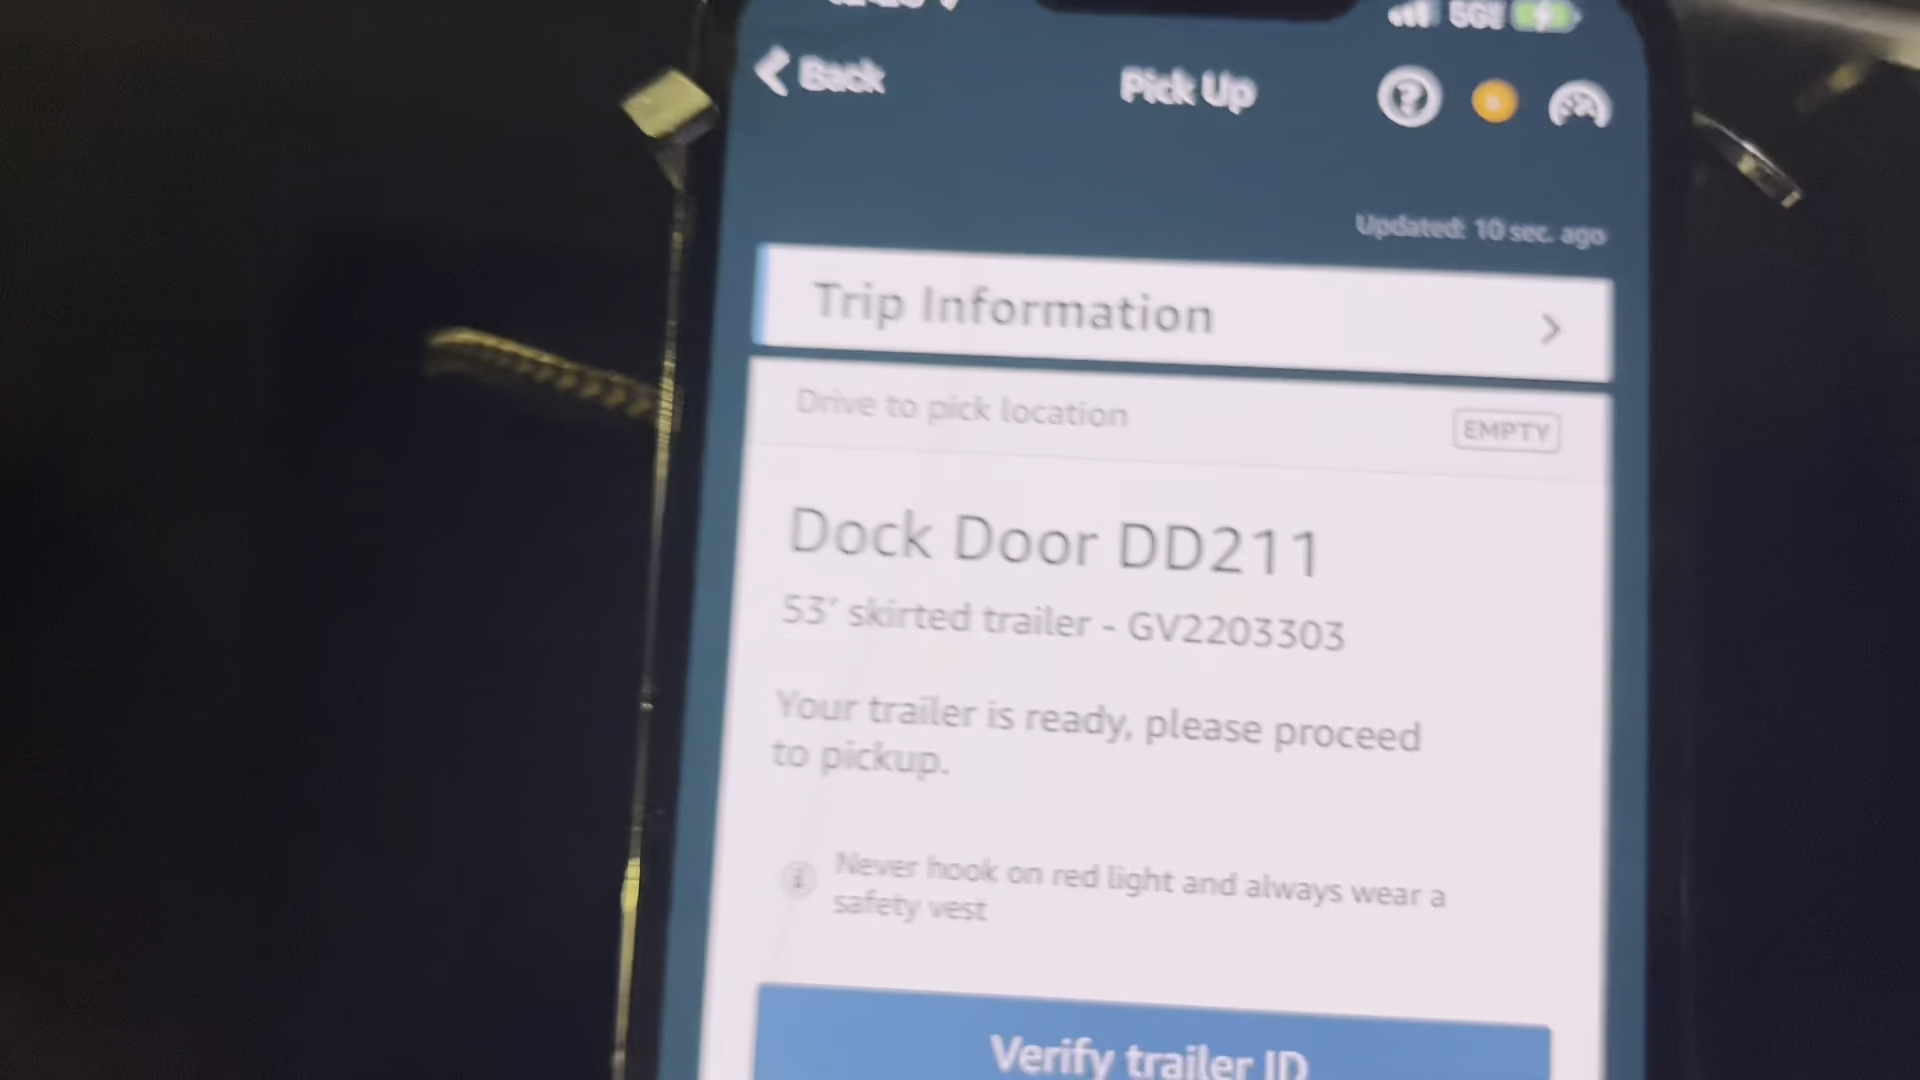 Back
Pick Up
5GE
Updated: 10 sec. ago
Trip Information
Drive to pick location
EMPTY
Dock Door DD211
53' skirted trailer - GV2203303
Your trailer is ready, please proceed
to pickup.
Never hook on red light and always wear a
safety vest
Verify trailer ID